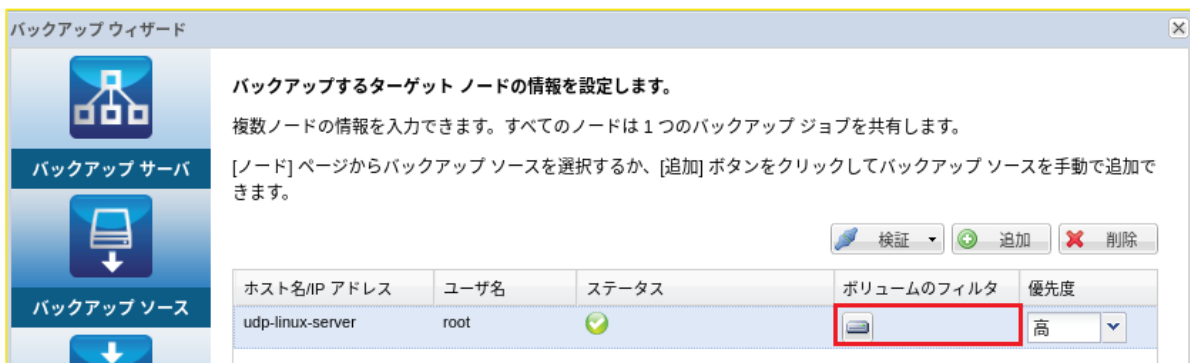 バックアップ ウィザード
バックアップ サーバ
バックアップ ソース
バックアップするターゲット ノードの情報を設定します。
複数ノードの情報を入力できます。すべてのノードは 1 つのバックアップ ジョブを共有します。
[ノード] ページからバックアップ ソースを選択するか、[追加] ボタンをクリックしてバックアップ ソースを手動で追加で
きます。
検証 追加 削除
ホスト名/IP アドレス ユーザ名 ステータス ボリュームのフィルタ 優先度
udp-linux-server root 高